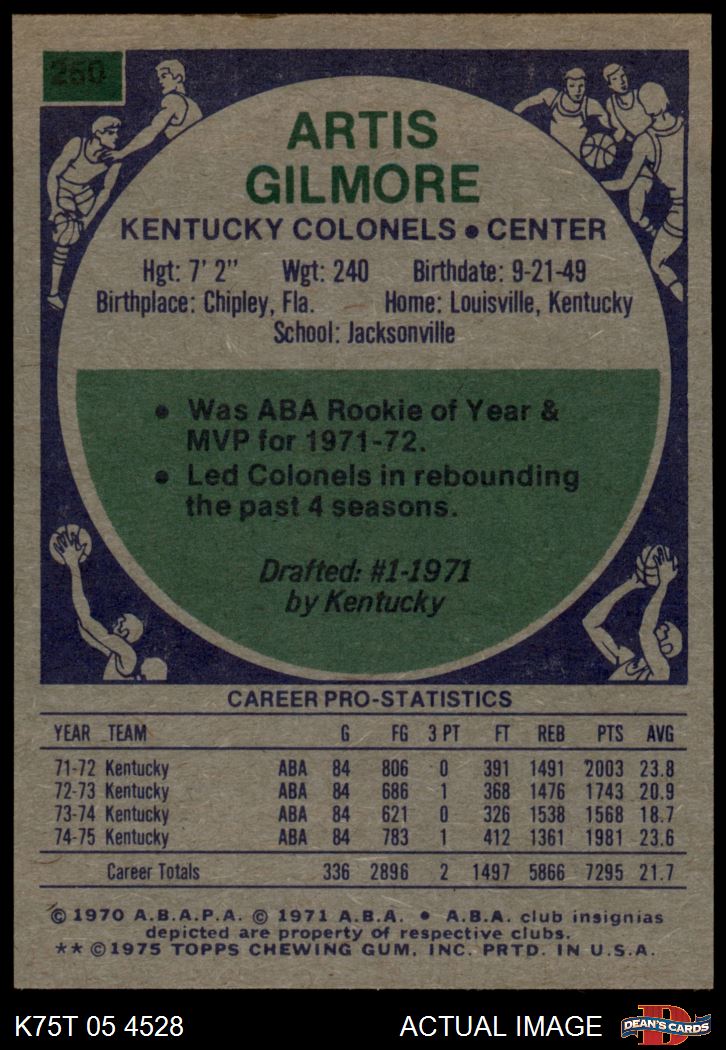 250
ARTIS
GILMORE
KENTUCKY COLONELS • CENTER
Hgt: 7' 2" Wgt: 240 Birthdate: 9-21-49
Birthplace: Chipley, Fla. Home: Louisville, Kentucky
School: Jacksonville
• Was ABA Rookie of Year &
MVP for 1971-72.
• Led Colonels in rebounding
the past 4 seasons.
Drafted: #1-1971
by Kentucky
CAREER PRO-STATISTICS
YEAR TEAM G FG 3 PT FT REB PTS AVG
71-72 Kentucky ABA 84 806 0 391 1491 2003 23.8
72-73 Kentucky ABA 84 686 1 368 1476 1743 20.9
73-74 Kentucky ABA 84 621 0 326 1538 1568 18.7
74-75 Kentucky ABA 84 783 1 412 1361 1981 23.6
Career Totals 336 2896 2 1497 5866 7295 21.7
© 1970 A.B.A.P.A. © 1971 A.B.A. • A.B.A. club insignias
depicted are property of respective clubs.
** © 1975 TOPPS CHEWING GUM, INC. PRTD. IN U.S.A.
K75T 05 4528 ACTUAL IMAGE D DEAN'S CARDS